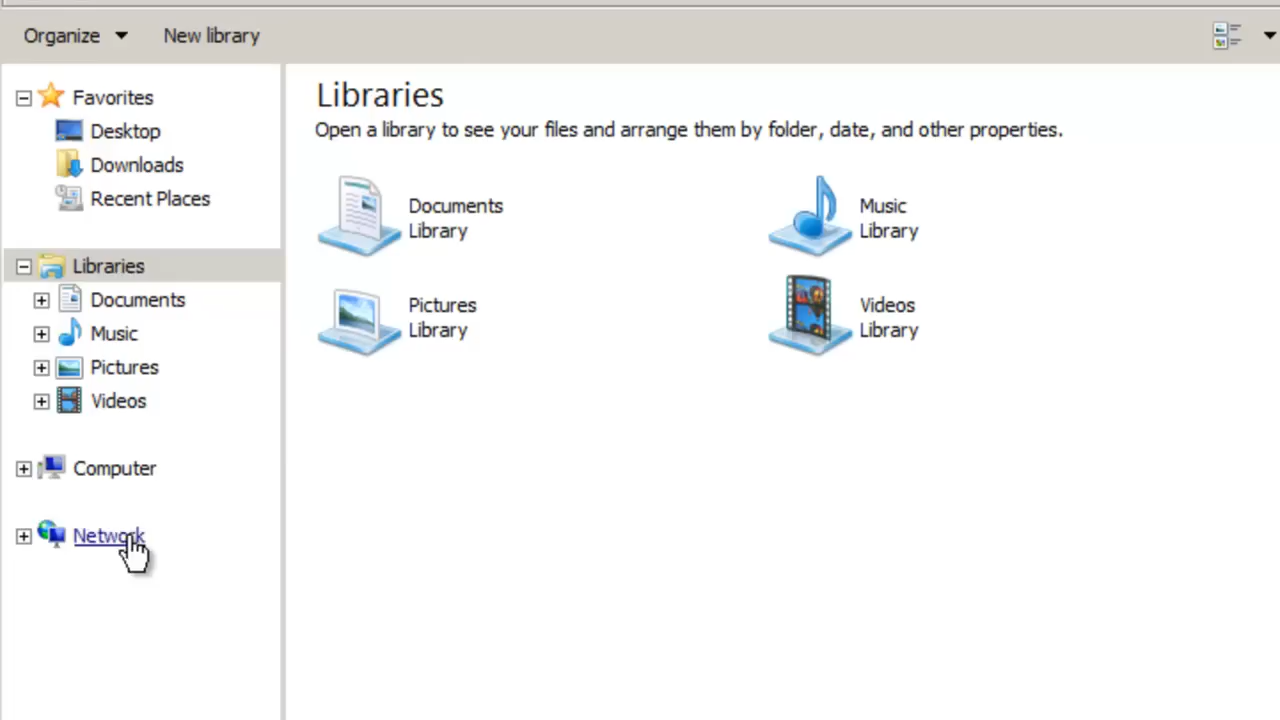 Organize
New library
Favorites
Desktop
Downloads
Recent Places
Libraries
Documents
Music
Pictures
Videos
Computer
Network
Libraries
Open a library to see your files and arrange them by folder, date, and other properties.
Documents
Library
Music
Library
Pictures
Library
Videos
Library